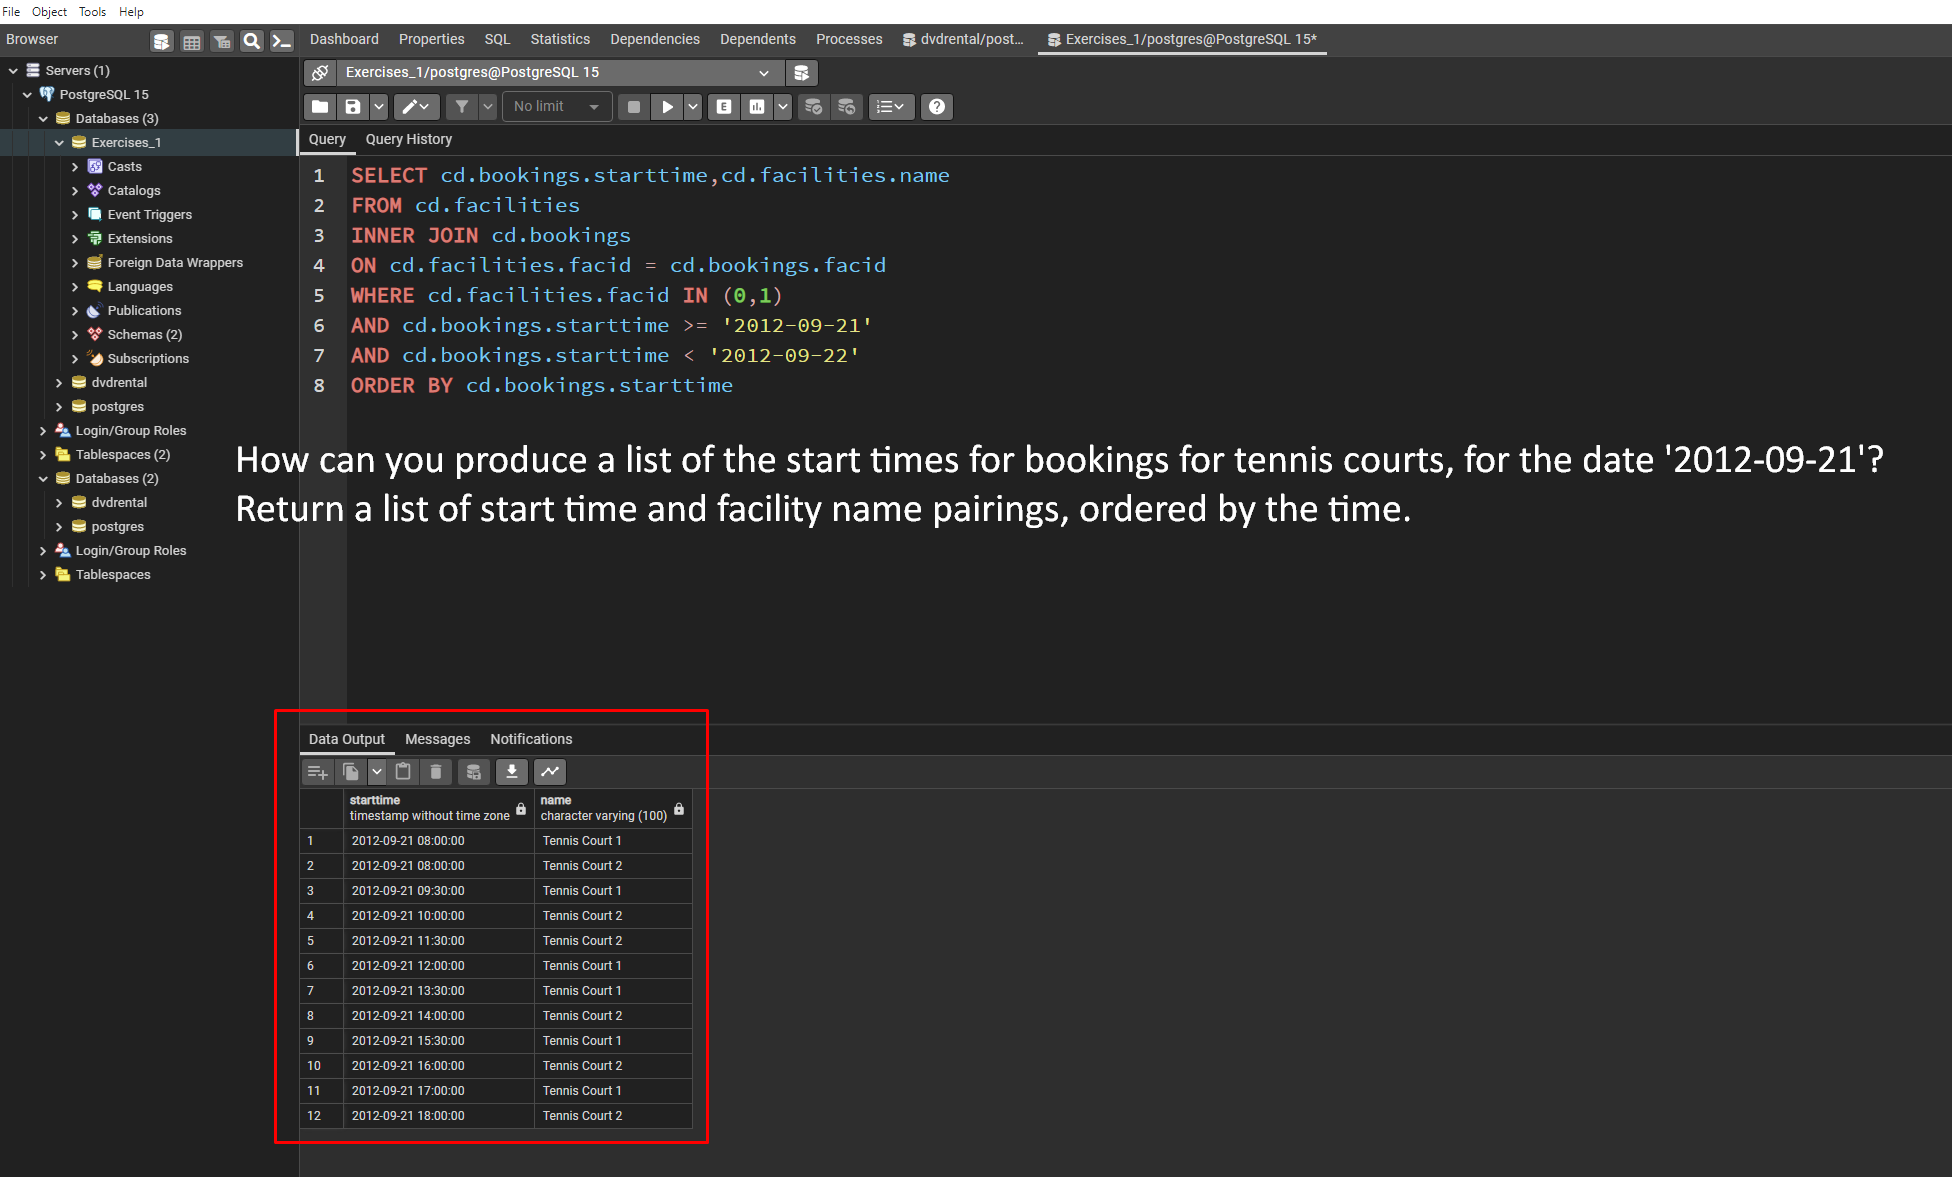 File Object Tools Help
Browser
Dashboard Properties SQL Statistics Dependencies Dependents Processes dvdrental/post... Exercises_1/postgres@PostgreSQL 15*
Servers (1)
PostgreSQL 15
Databases (3)
Exercises_1
Casts
Catalogs
Event Triggers
Extensions
Foreign Data Wrappers
Languages
Publications
Schemas (2)
Subscriptions
dvdrental
postgres
Login/Group Roles
Tablespaces (2)
Databases (2)
dvdrental
postgres
Login/Group Roles
Tablespaces
Exercises_1/postgres@PostgreSQL 15
No limit
E
Query Query History
1 SELECT cd.bookings.starttime,cd.facilities.name
2 FROM cd.facilities
3 INNER JOIN cd.bookings
4 ON cd.facilities.facid = cd.bookings.facid
5 WHERE cd.facilities.facid IN (0,1)
6 AND cd.bookings.starttime >= '2012-09-21'
7 AND cd.bookings.starttime < '2012-09-22'
8 ORDER BY cd.bookings.starttime
How can you produce a list of the start times for bookings for tennis courts, for the date '2012-09-21'?
Return a list of start time and facility name pairings, ordered by the time.
Data Output Messages Notifications
starttime name
timestamp without time zone character varying (100)
1 2012-09-21 08:00:00 Tennis Court 1
2 2012-09-21 08:00:00 Tennis Court 2
3 2012-09-21 09:30:00 Tennis Court 1
4 2012-09-21 10:00:00 Tennis Court 2
5 2012-09-21 11:30:00 Tennis Court 2
6 2012-09-21 12:00:00 Tennis Court 1
7 2012-09-21 13:30:00 Tennis Court 1
8 2012-09-21 14:00:00 Tennis Court 2
9 2012-09-21 15:30:00 Tennis Court 1
10 2012-09-21 16:00:00 Tennis Court 2
11 2012-09-21 17:00:00 Tennis Court 1
12 2012-09-21 18:00:00 Tennis Court 2